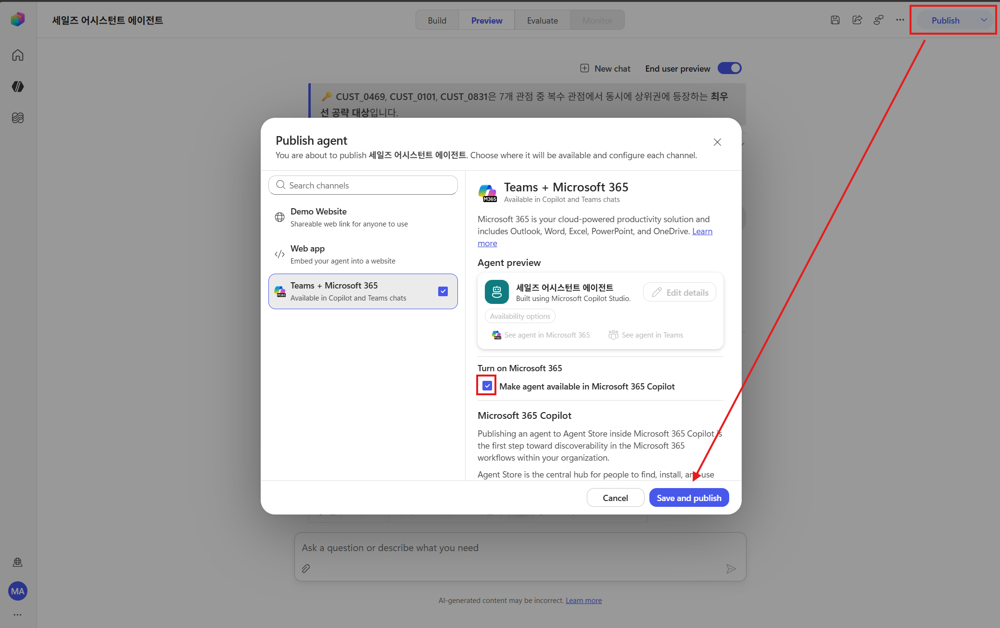 세일즈 어시스턴트 에이전트
Build
Preview
Evaluate
Monitor
Publish
New chat
End user preview
🔑 CUST_0469, CUST_0101, CUST_0831은 7개 관점 중 복수 관점에서 동시에 상위권에 등장하는 최우
선 공략 대상입니다.
Publish agent
You are about to publish 세일즈 어시스턴트 에이전트. Choose where it will be available and configure each channel.
Search channels
Demo Website
Shareable web link for anyone to use
Web app
Embed your agent into a website
M365
Teams + Microsoft 365
Available in Copilot and Teams chats
M365
Teams + Microsoft 365
Available in Copilot and Teams chats
Microsoft 365 is your cloud-powered productivity solution and
includes Outlook, Word, Excel, PowerPoint, and OneDrive. Learn
more
Agent preview
세일즈 어시스턴트 에이전트
Built using Microsoft Copilot Studio.
Edit details
Availability options
M365
See agent in Microsoft 365
See agent in Teams
Turn on Microsoft 365
Make agent available in Microsoft 365 Copilot
Microsoft 365 Copilot
Publishing an agent to Agent Store inside Microsoft 365 Copilot is
the first step toward discoverability in the Microsoft 365
workflows within your organization.
Agent Store is the central hub for people to find, install, and use
Cancel
Save and publish
Ask a question or describe what you need
AI-generated content may be incorrect. Learn more
MA